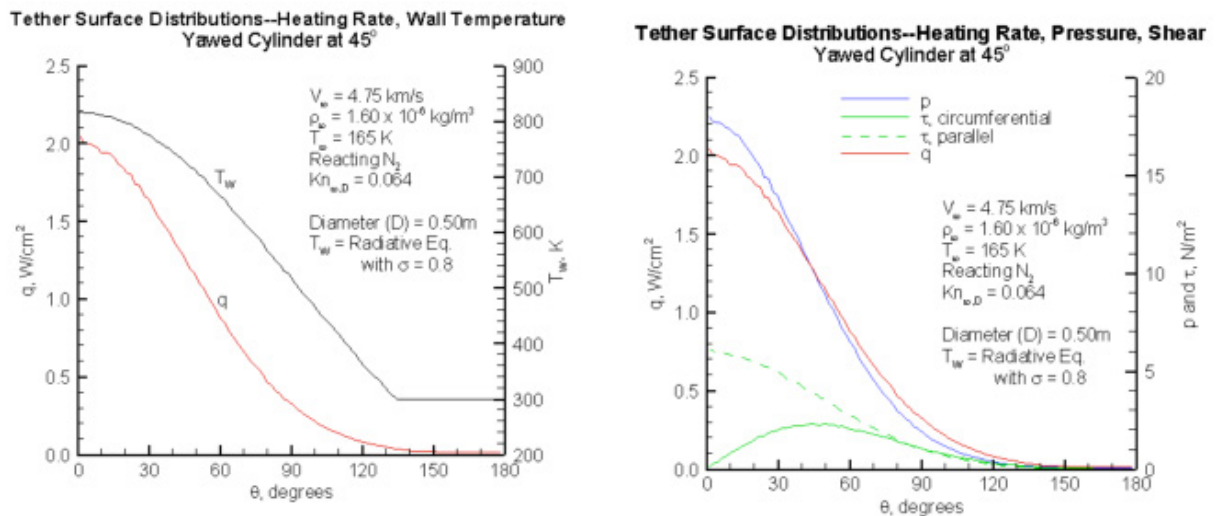 Tether Surface Distributions--Heating Rate, Wall Temperature
Yawed Cylinder at 45°
2.5
2.0
1.5
1.0
0.5
0.0
q, W/cm²
900
800
700
600
500
400
300
200
T_w, K
V∞ = 4.75 km/s
ρ∞ = 1.60 x 10⁻⁶ kg/m³
T∞ = 165 K
Reacting N₂
Kn∞,D = 0.064
Diameter (D) = 0.50m
T_w = Radiative Eq.
with σ = 0.8
T_w
q
0
30
60
90
120
150
180
θ, degrees
Tether Surface Distributions--Heating Rate, Pressure, Shear
Yawed Cylinder at 45°
2.5
2.0
1.5
1.0
0.5
0.0
q, W/cm²
20
15
10
5
0
p and τ, N/m²
p
τ, circumferential
τ, parallel
q
V∞ = 4.75 km/s
ρ∞ = 1.60 x 10⁻⁶ kg/m³
T∞ = 165 K
Reacting N₂
Kn∞,D = 0.064
Diameter (D) = 0.50m
T_w = Radiative Eq.
with σ = 0.8
0
30
60
90
120
150
180
θ, degrees